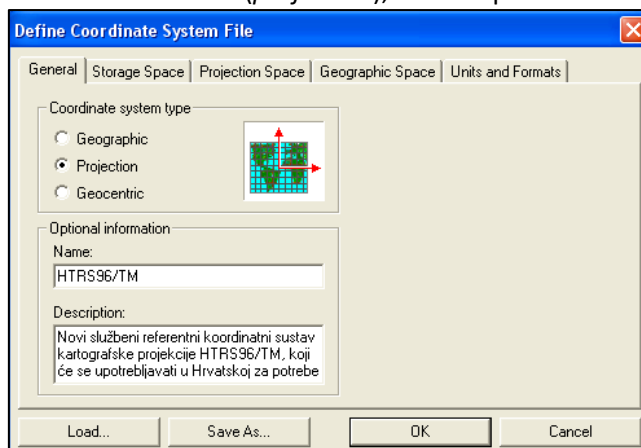 Define Coordinate System File
General Storage Space Projection Space Geographic Space Units and Formats
Coordinate system type
Geographic
Projection
Geocentric
Optional information
Name:
HTRS96/TM
Description:
Novi službeni referentni koordinatni sustav
kartografske projekcije HTRS96/TM, koji
će se upotrebljavati u Hrvatskoj za potrebe
Load... Save As... OK Cancel